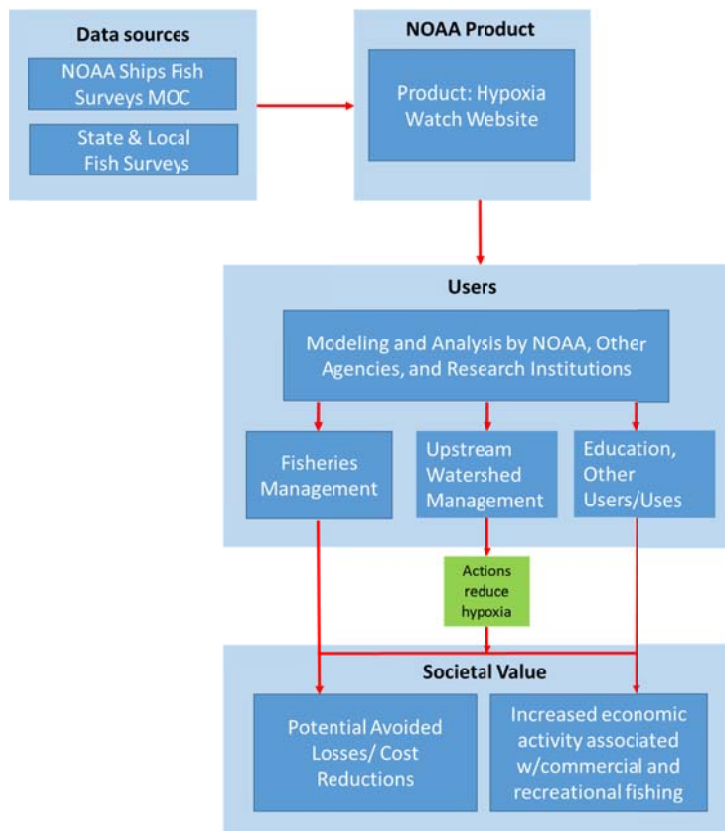 Data sources
NOAA Ships Fish
Surveys MOC
State & Local
Fish Surveys
NOAA Product
Product: Hypoxia
Watch Website
Users
Modeling and Analysis by NOAA, Other
Agencies, and Research Institutions
Fisheries
Management
Upstream
Watershed
Management
Education,
Other
Users/Uses
Actions
reduce
hypoxia
Societal Value
Potential Avoided
Losses/ Cost
Reductions
Increased economic
activity associated
w/commercial and
recreational fishing